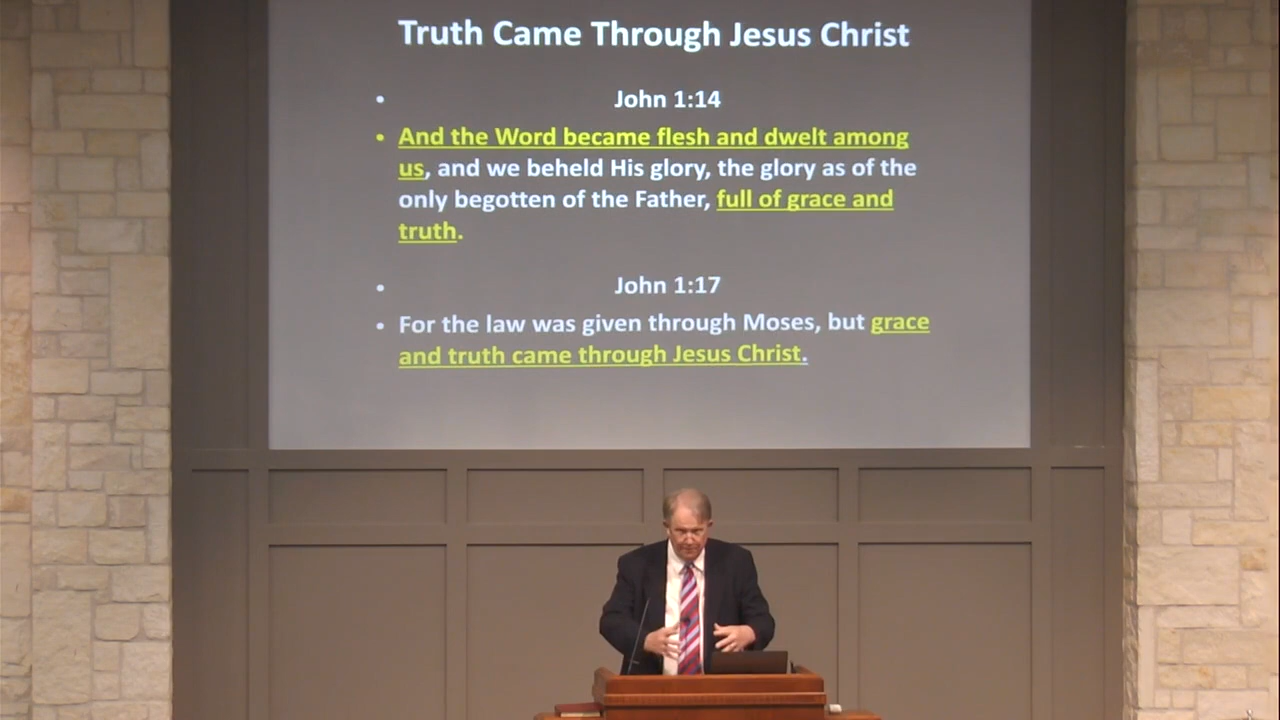 Truth Came Through Jesus Christ
• John 1:14
• And the Word became flesh and dwelt among
us, and we beheld His glory, the glory as of the
only begotten of the Father, full of grace and
truth.
• John 1:17
• For the law was given through Moses, but grace
and truth came through Jesus Christ.